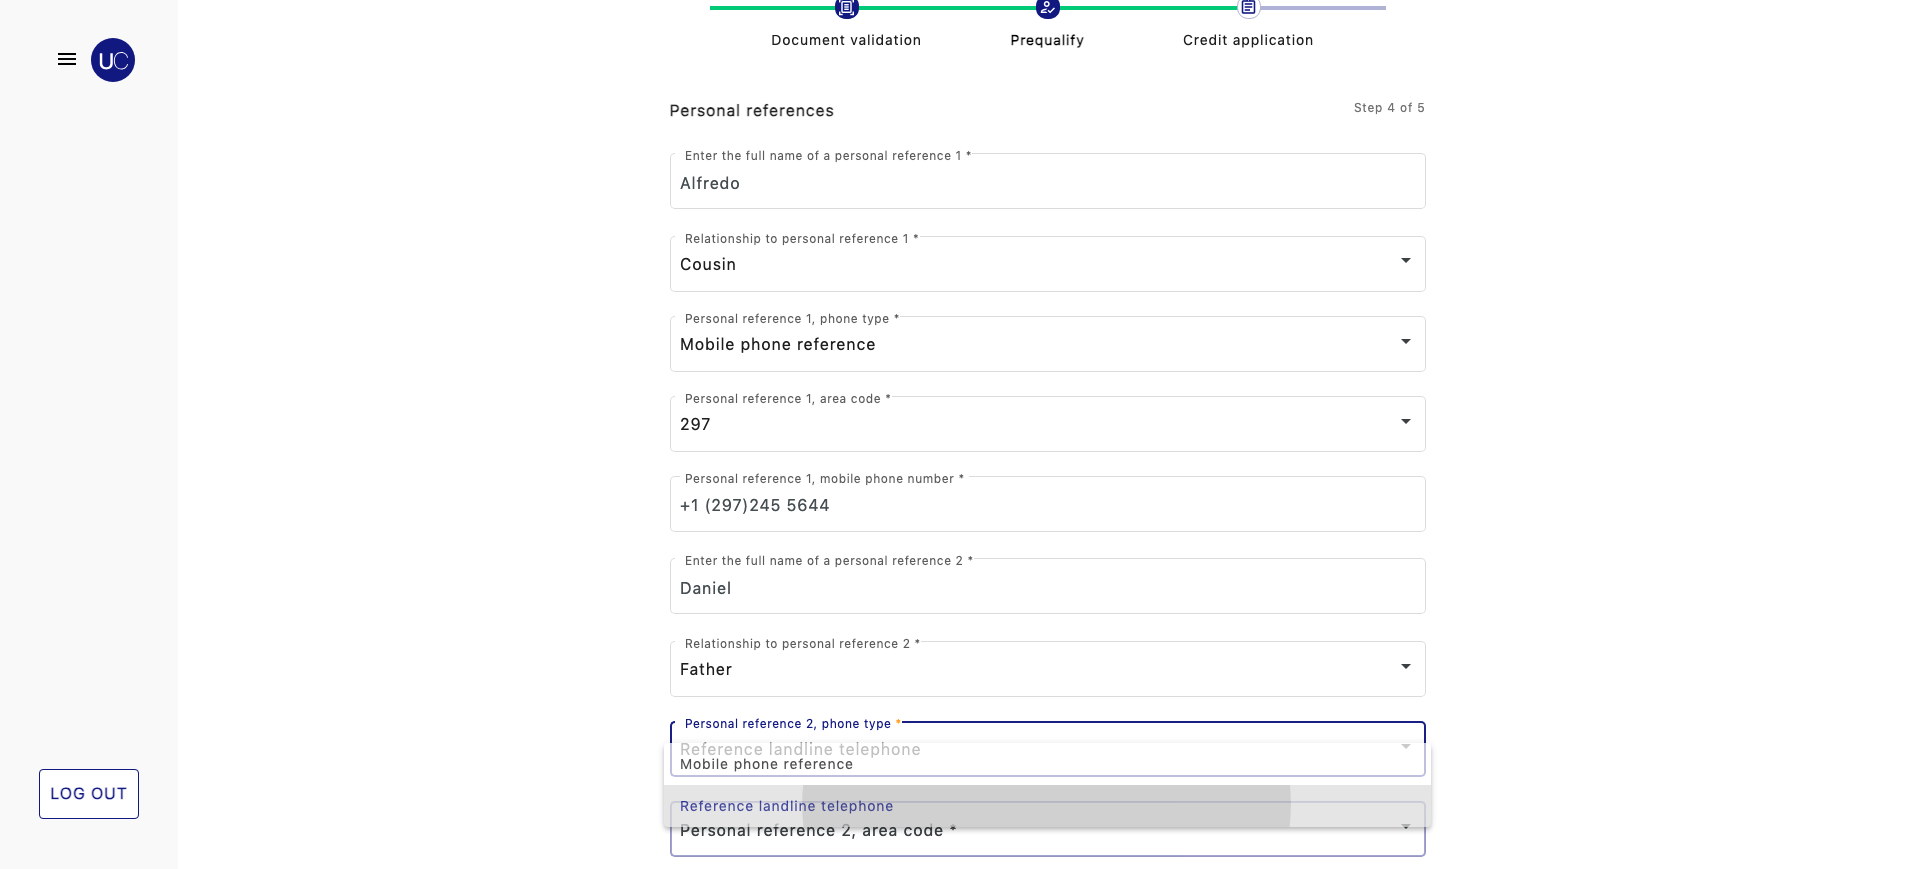 UC
Document validation
Prequalify
Credit application
Personal references
Step 4 of 5
Enter the full name of a personal reference 1 *
Alfredo
Relationship to personal reference 1 *
Cousin
Personal reference 1, phone type *
Mobile phone reference
Personal reference 1, area code *
297
Personal reference 1, mobile phone number *
+1 (297)245 5644
Enter the full name of a personal reference 2 *
Daniel
Relationship to personal reference 2 *
Father
Personal reference 2, phone type *
Reference landline telephone
Mobile phone reference
Reference landline telephone
Personal reference 2, area code *
LOG OUT